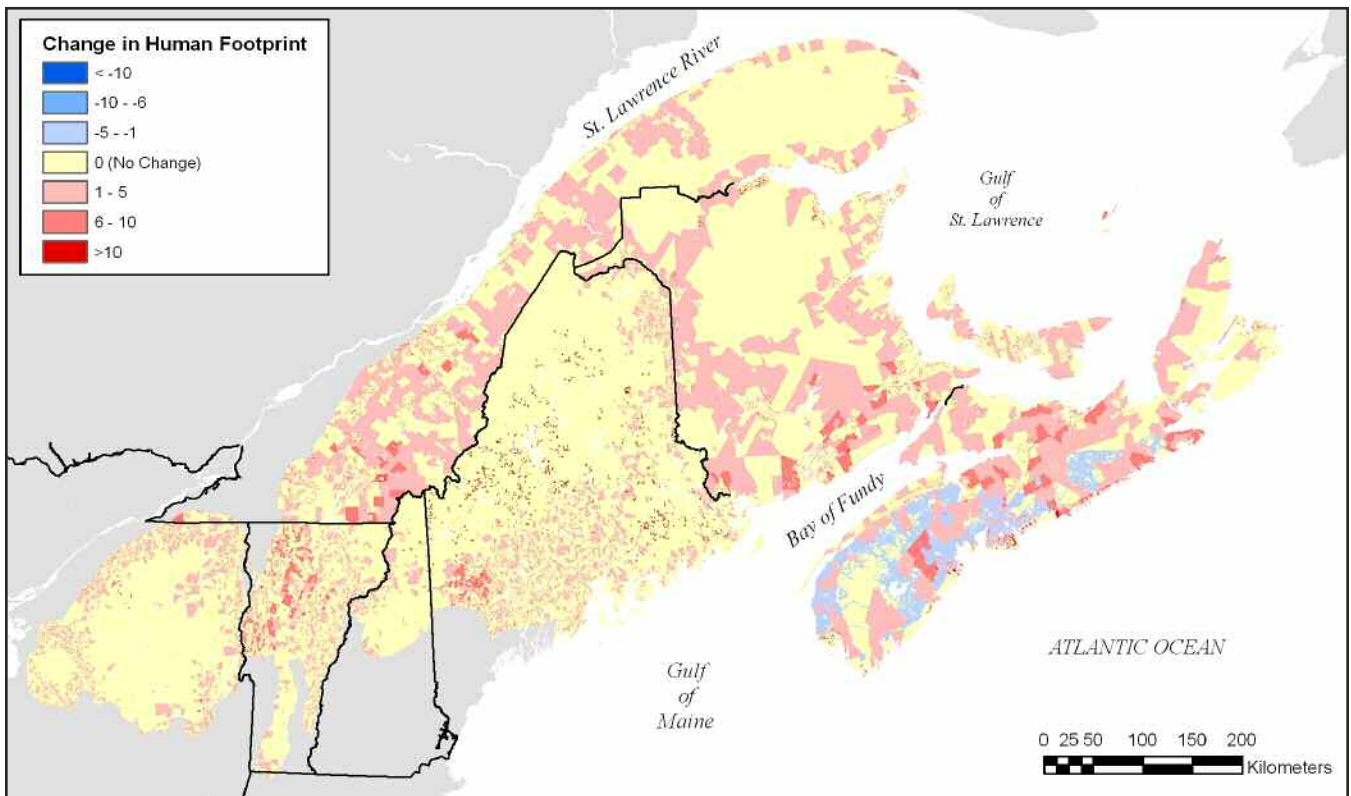 Change in Human Footprint
< -10
-10 - -6
-5 - -1
0 (No Change)
1 - 5
6 - 10
>10
St. Lawrence River
Gulf
of
St. Lawrence
Bay of Fundy
ATLANTIC OCEAN
Gulf
of
Maine
0 25 50 100 150 200
Kilometers